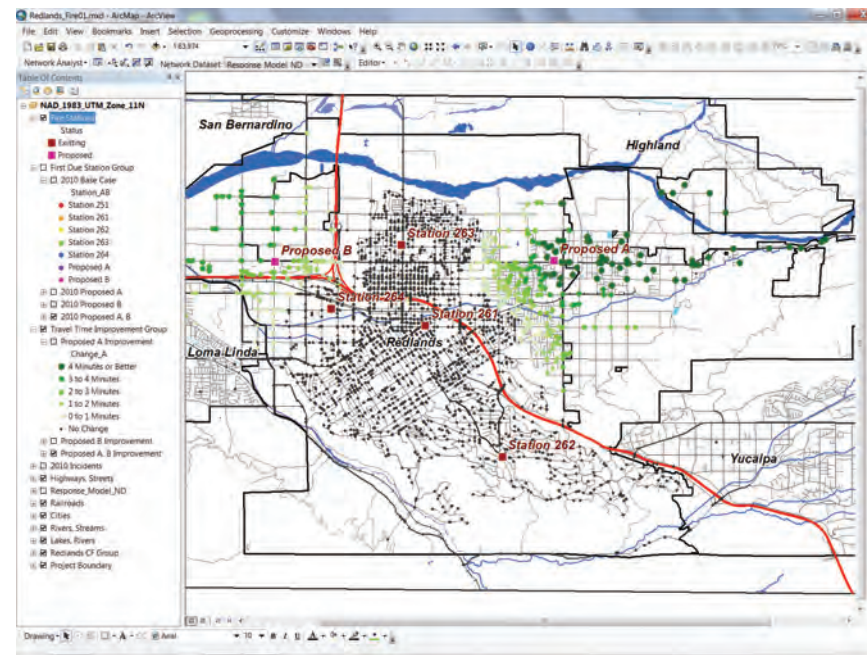 Redlands_Fire01.mxd - ArcMap - ArcView
File Edit View Bookmarks Insert Selection Geoprocessing Customize Windows Help
1:63,974
Network Analyst
Network Dataset: Response Model_ND
Editor
Table Of Contents
NAD_1983_UTM_Zone_11N
Fire Stations
Status
Existing
Proposed
First Due Station Group
2010 Base Case
Station_AB
Station 251
Station 261
Station 262
Station 263
Station 264
Proposed A
Proposed B
2010 Proposed A
2010 Proposed B
2010 Proposed A, B
Travel Time Improvement Group
Proposed A Improvement
Change_A
4 Minutes or Better
3 to 4 Minutes
2 to 3 Minutes
1 to 2 Minutes
0 to 1 Minutes
No Change
Proposed B Improvement
Proposed A, B Improvement
2010 Incidents
Highways, Streets
Response_Model_ND
Railroads
Cities
Rivers, Streams
Lakes, Rivers
Redlands CF Group
Project Boundary
San Bernardino
Highland
Station 263
Proposed B
Proposed A
Station 264
Station 261
Redlands
Loma Linda
Station 262
Yucaipa
Drawing
Arial
10
B I U A